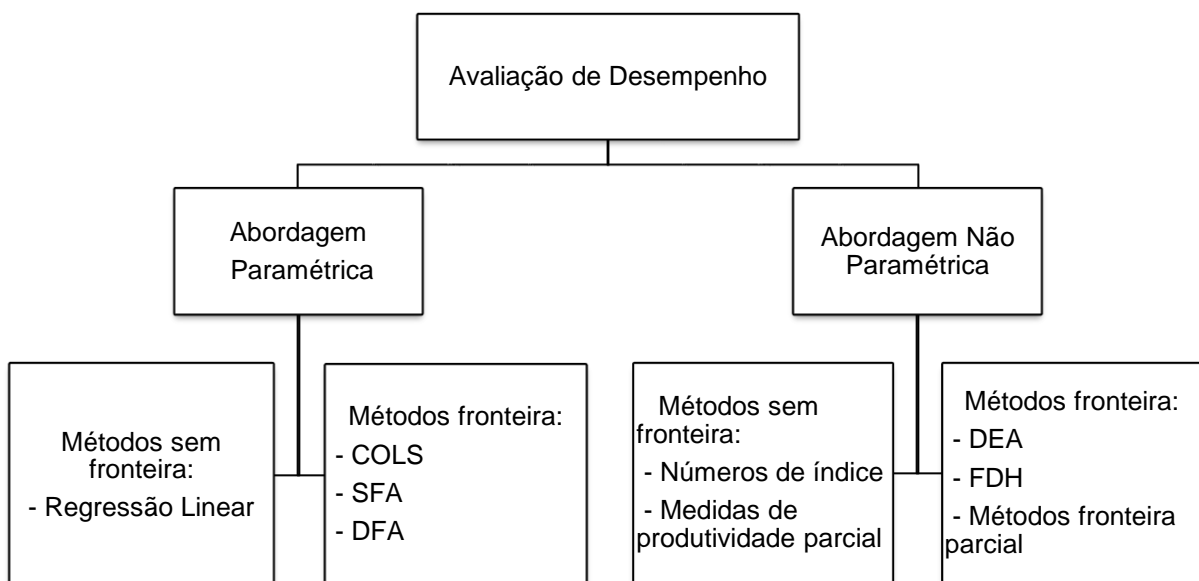 Avaliação de Desempenho
Abordagem
Paramétrica
Abordagem Não
Paramétrica
Métodos sem
fronteira:
- Regressão Linear
Métodos fronteira:
- COLS
- SFA
- DFA
Métodos sem
fronteira:
- Números de índice
- Medidas de
produtividade parcial
Métodos fronteira:
- DEA
- FDH
- Métodos fronteira
parcial